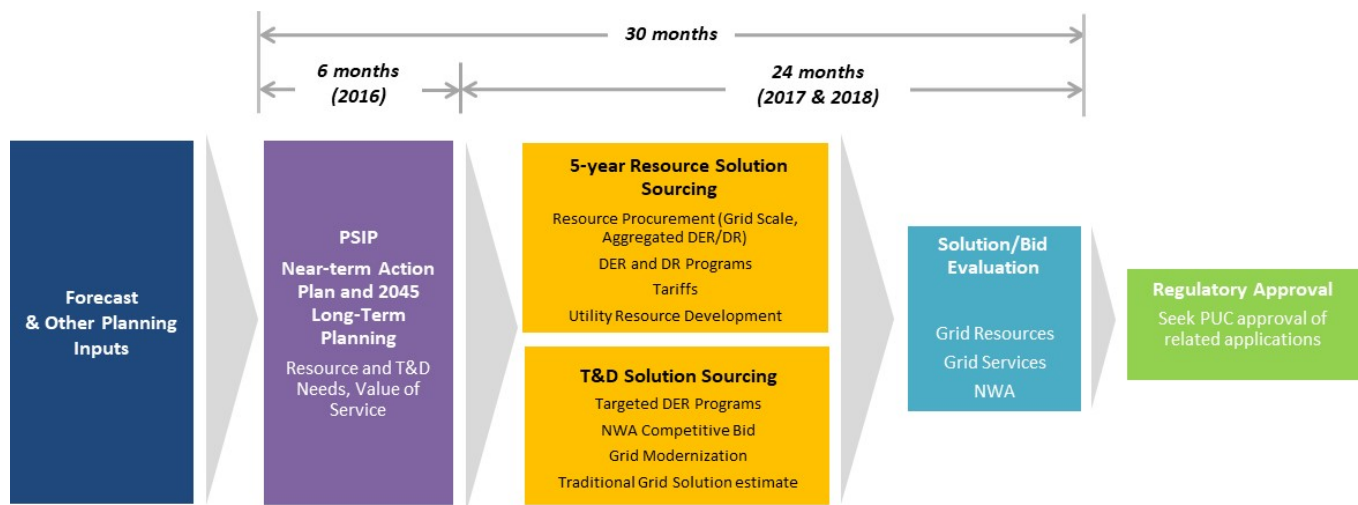 30 months
6 months
(2016)
24 months
(2017 & 2018)
Forecast
& Other Planning
Inputs
PSIP
Near-term Action
Plan and 2045
Long-Term
Planning
Resource and T&D
Needs, Value of
Service
5-year Resource Solution
Sourcing
Resource Procurement (Grid Scale,
Aggregated DER/DR)
DER and DR Programs
Tariffs
Utility Resource Development
T&D Solution Sourcing
Targeted DER Programs
NWA Competitive Bid
Grid Modernization
Traditional Grid Solution estimate
Solution/Bid
Evaluation
Grid Resources
Grid Services
NWA
Regulatory Approval
Seek PUC approval of
related applications